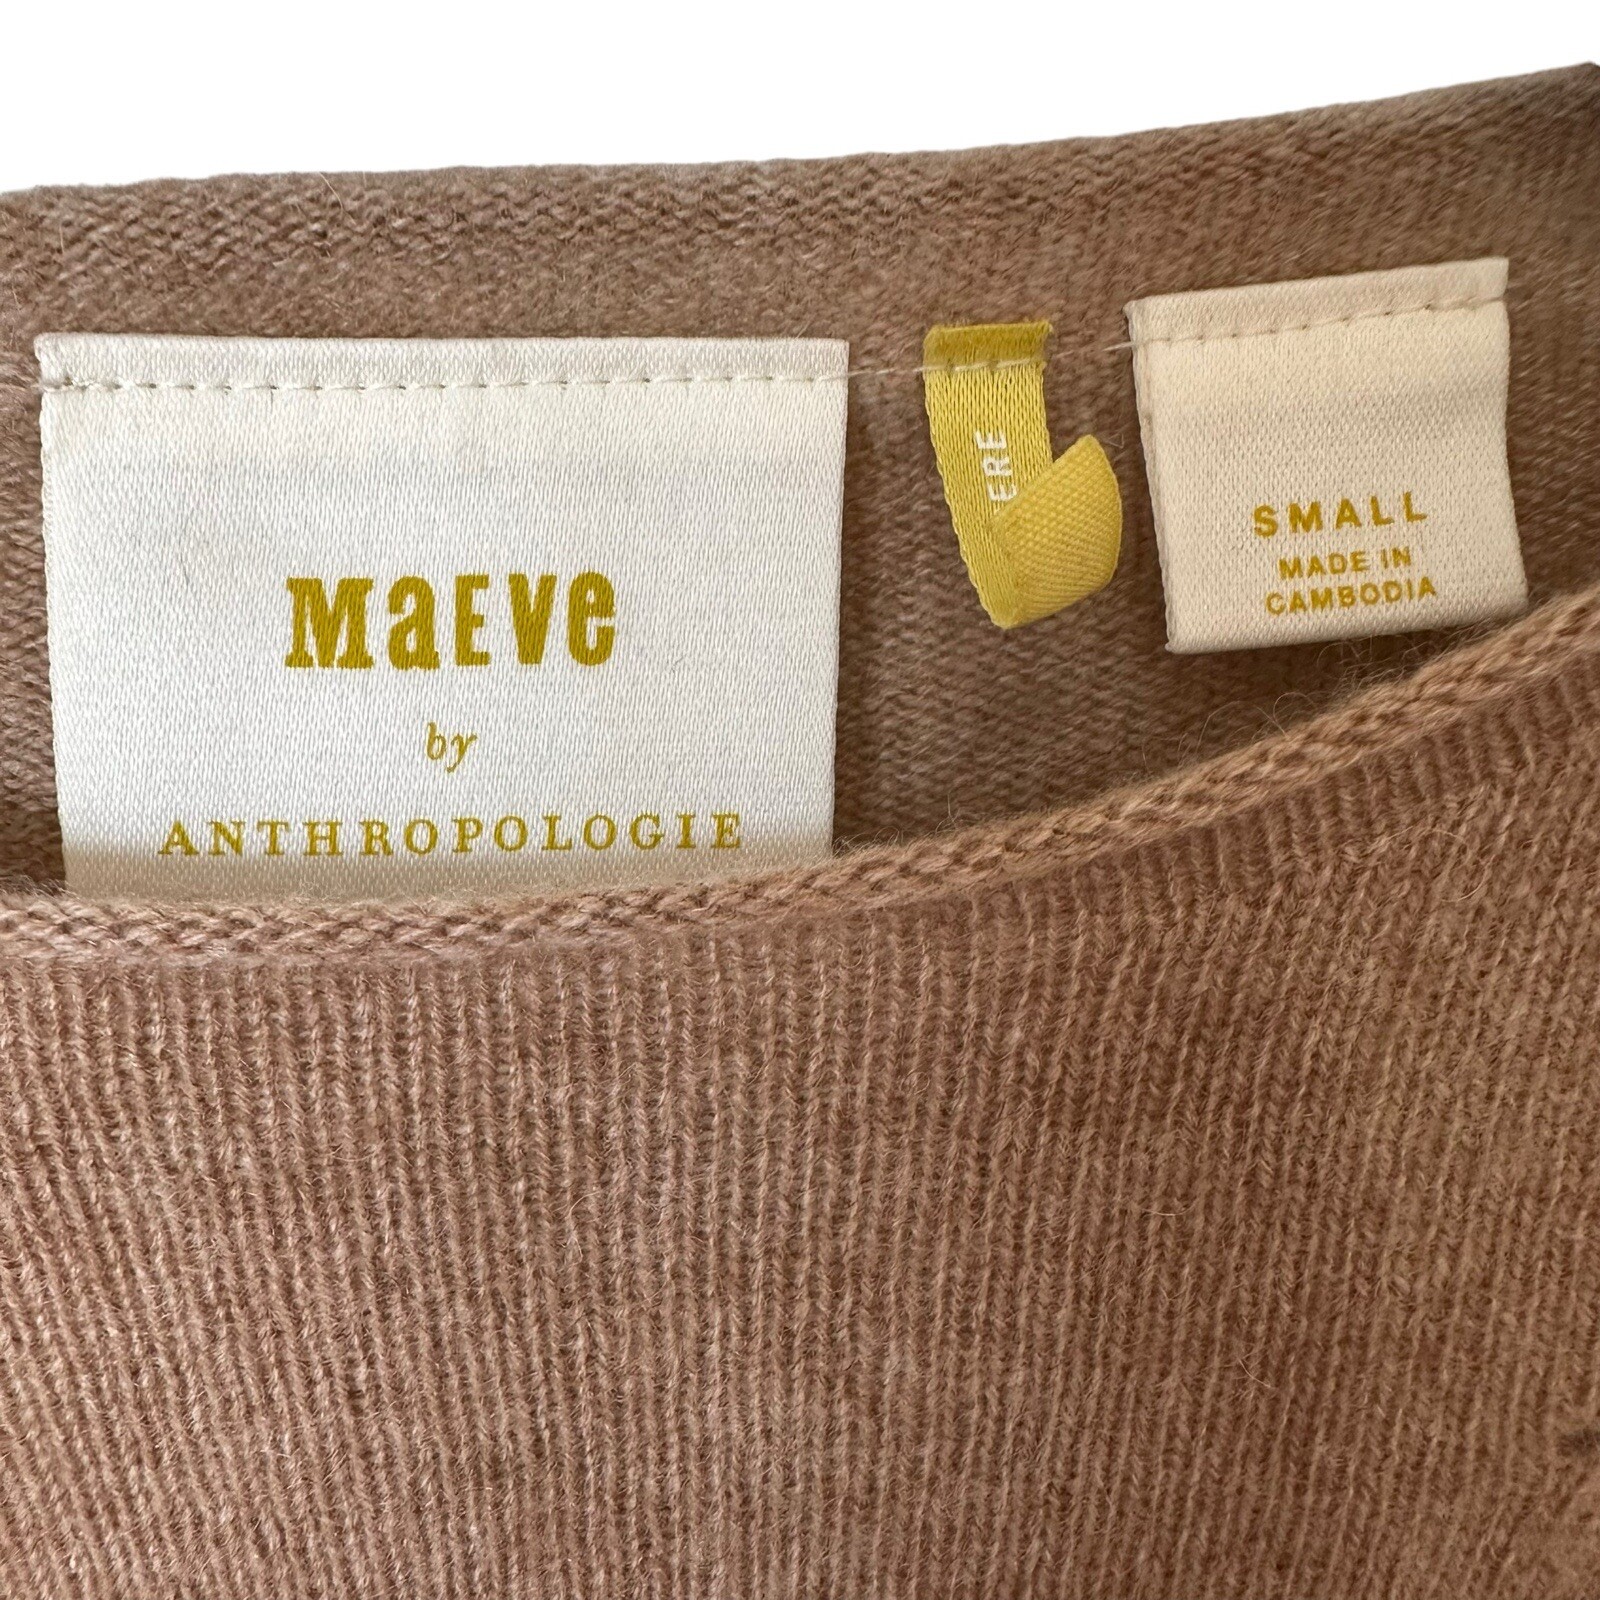 MaEVe
by
ANTHROPOLOGIE
ERE
SMALL
MADE IN
CAMBODIA